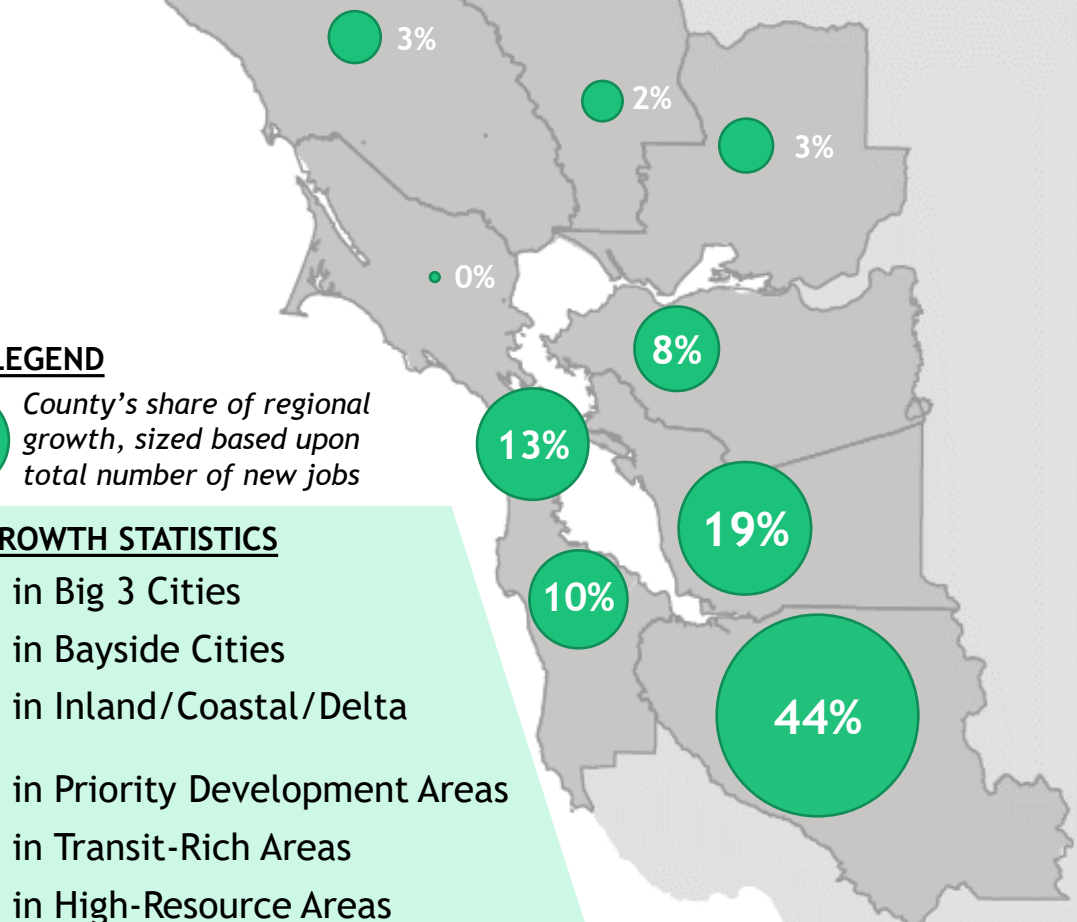 3%
2%
3%
0%
8%
LEGEND
County's share of regional
growth, sized based upon
total number of new jobs
13%
19%
ROWTH STATISTICS
in Big 3 Cities
10%
in Bayside Cities
in Inland/Coastal/Delta
44%
in Priority Development Areas
in Transit-Rich Areas
in High-Resource Areas